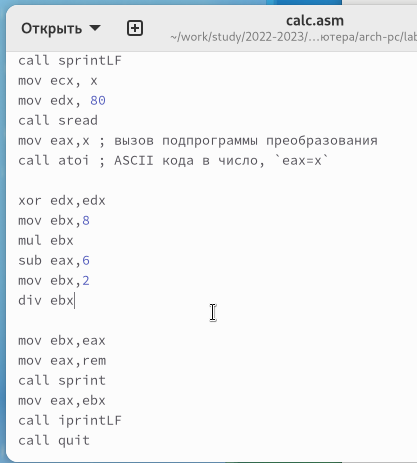 Открыть
calc.asm
~/work/study/2022-2023/…ютера/arch-pc/lab
call sprintLF
mov ecx, x
mov edx, 80
call sread
mov eax,x ; вызов подпрограммы преобразования
call atoi ; ASCII кода в число, `eax=x`
xor edx,edx
mov ebx,8
mul ebx
sub eax,6
mov ebx,2
div ebx
mov ebx,eax
mov eax,rem
call sprint
mov eax,ebx
call iprintLF
call quit